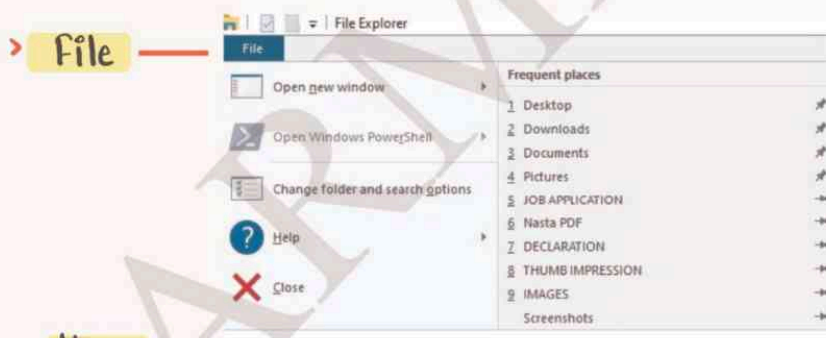 File Explorer
File
File
Open new window
Open Windows PowerShell
Change folder and search options
Help
Close
Frequent places
1 Desktop
2 Downloads
3 Documents
4 Pictures
5 JOB APPLICATION
6 Nasta PDF
7 DECLARATION
8 THUMB IMPRESSION
9 IMAGES
Screenshots